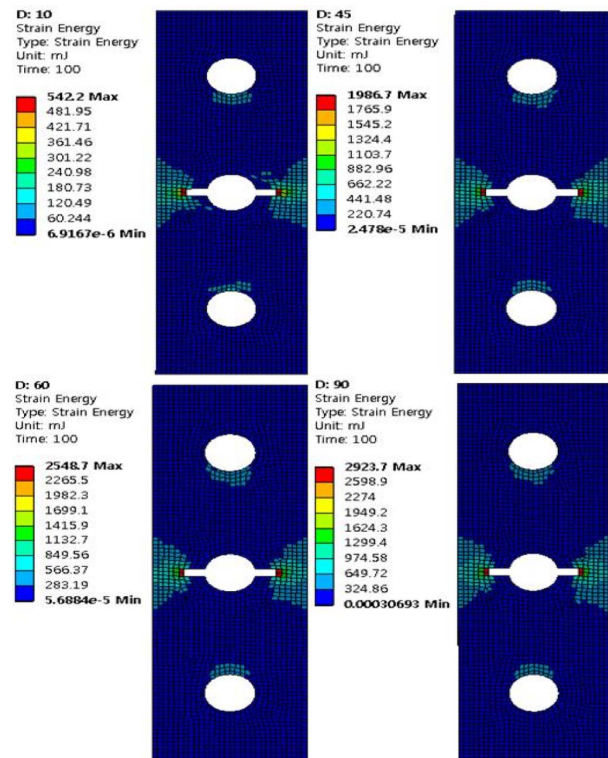 D: 10
Strain Energy
Type: Strain Energy
Unit: mJ
Time: 100
542.2 Max
481.95
421.71
361.46
301.22
240.98
180.73
120.49
60.244
6.9167e-6 Min
D: 45
Strain Energy
Type: Strain Energy
Unit: mJ
Time: 100
1986.7 Max
1765.9
1545.2
1324.4
1103.7
882.96
662.22
441.48
220.74
2.478e-5 Min
D: 60
Strain Energy
Type: Strain Energy
Unit: mJ
Time: 100
2548.7 Max
2265.5
1982.3
1699.1
1415.9
1132.7
849.56
566.37
283.19
5.6884e-5 Min
D: 90
Strain Energy
Type: Strain Energy
Unit: mJ
Time: 100
2923.7 Max
2598.9
2274
1949.2
1624.3
1299.4
974.58
649.72
324.86
0.00030693 Min